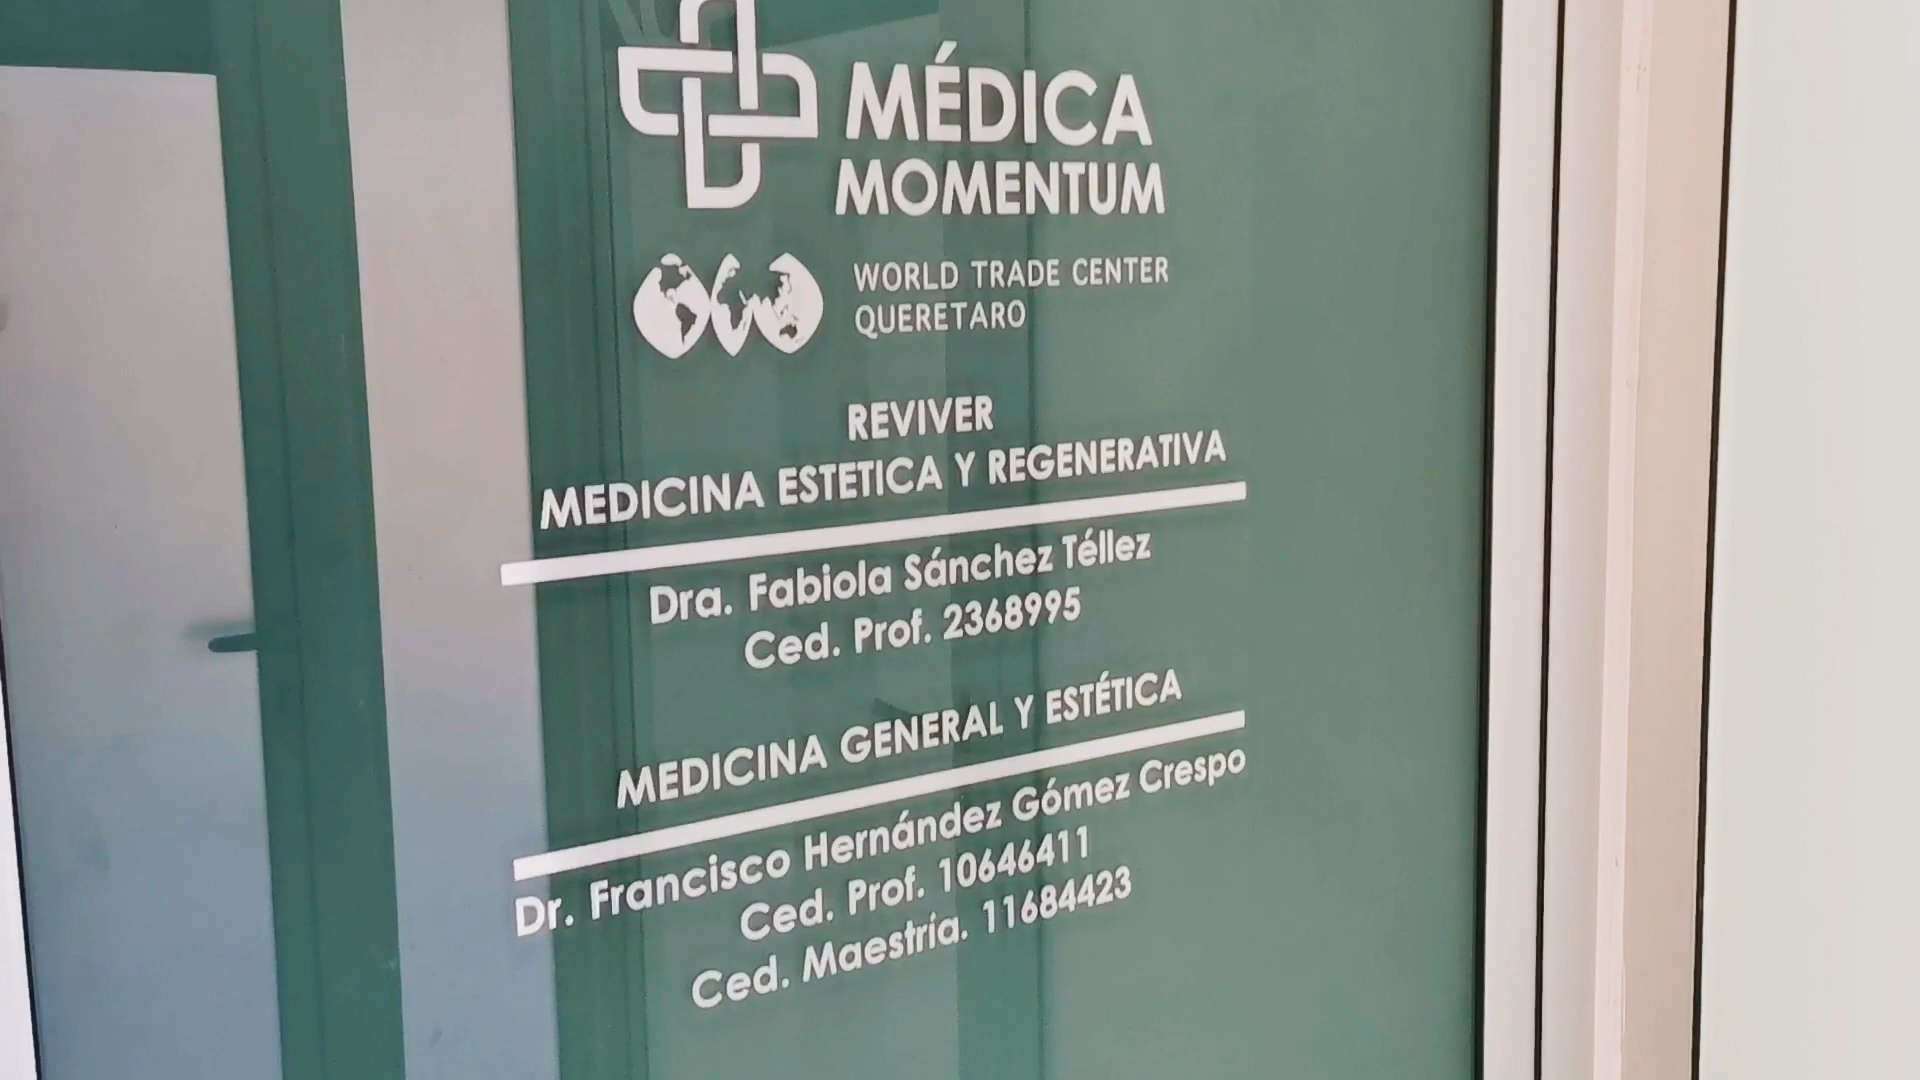 MÉDICA
MOMENTUM
WORLD TRADE CENTER
QUERETARO
REVIVER
MEDICINA ESTETICA Y REGENERATIVA
Dra. Fabiola Sánchez Téllez
Ced. Prof. 2368995
MEDICINA GENERAL Y ESTÉTICA
Dr. Francisco Hernández Gómez Crespo
Ced. Prof. 10646411
Ced. Maestria. 11684423